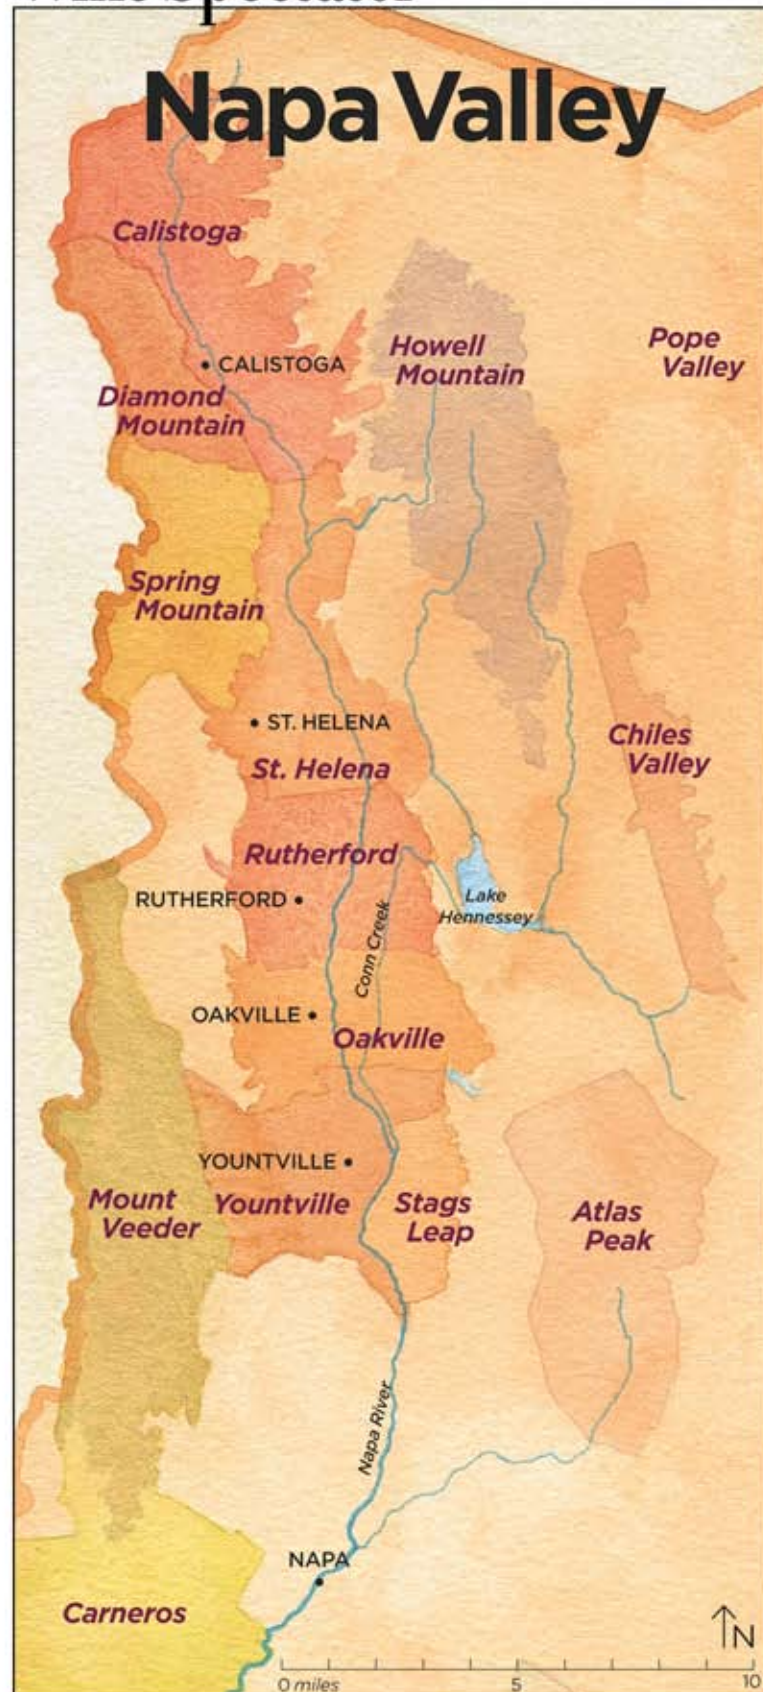 Napa Valley
Calistoga
Howell
Mountain
Pope
Valley
CALISTOGA
Diamond
Mountain
Spring
Mountain
ST. HELENA
St. Helena
Chiles
Valley
Rutherford
RUTHERFORD
Lake
Hennessey
Conn Creek
OAKVILLE
Oakville
YOUNTVILLE
Mount
Veeder
Yountville
Stags
Leap
Atlas
Peak
Napa River
NAPA
Carneros
N
0 miles
5
10